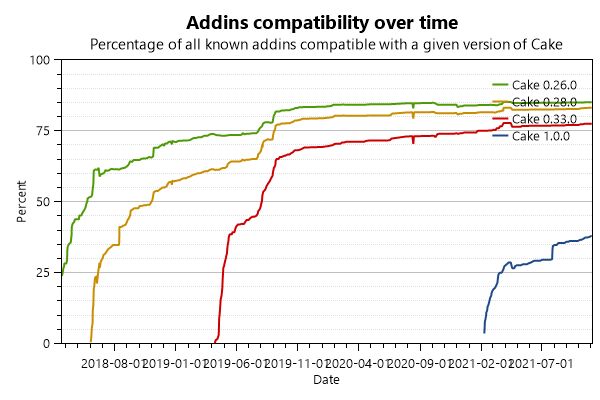 Addins compatibility over time
Percentage of all known addins compatible with a given version of Cake
100
75
50
25
0
Percent
Cake 0.26.0
Cake 0.28.0
Cake 0.33.0
Cake 1.0.0
2018-08-01
2019-01-01
2019-06-01
2019-11-01
2020-04-01
2020-09-01
2021-02-01
2021-07-01
Date